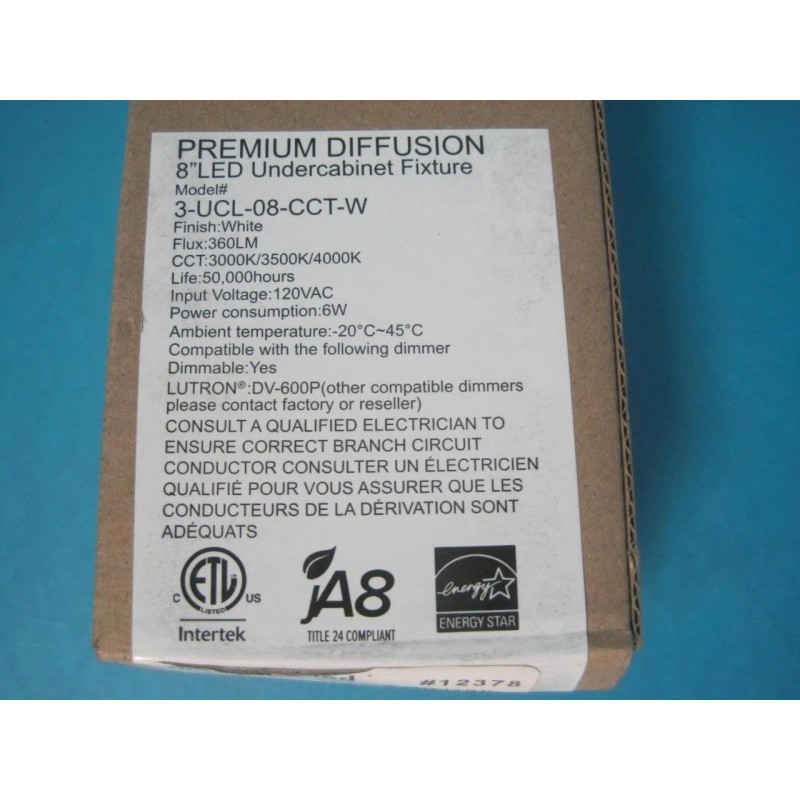 PREMIUM DIFFUSION
8"LED Undercabinet Fixture
Model#
3-UCL-08-CCT-W
Finish:White
Flux:360LM
CCT:3000K/3500K/4000K
Life:50,000hours
Input Voltage:120VAC
Power consumption:6W
Ambient temperature:-20°C~45°C
Compatible with the following dimmer
Dimmable:Yes
LUTRON®:DV-600P(other compatible dimmers
please contact factory or reseller)
CONSULT A QUALIFIED ELECTRICIAN TO
ENSURE CORRECT BRANCH CIRCUIT
CONDUCTOR CONSULTER UN ÉLECTRICIEN
QUALIFIÉ POUR VOUS ASSURER QUE LES
CONDUCTEURS DE LA DÉRIVATION SONT
ADÉQUATS
C ETL US
LISTED
Intertek
JA8
TITLE 24 COMPLIANT
energy
ENERGY STAR
#12378